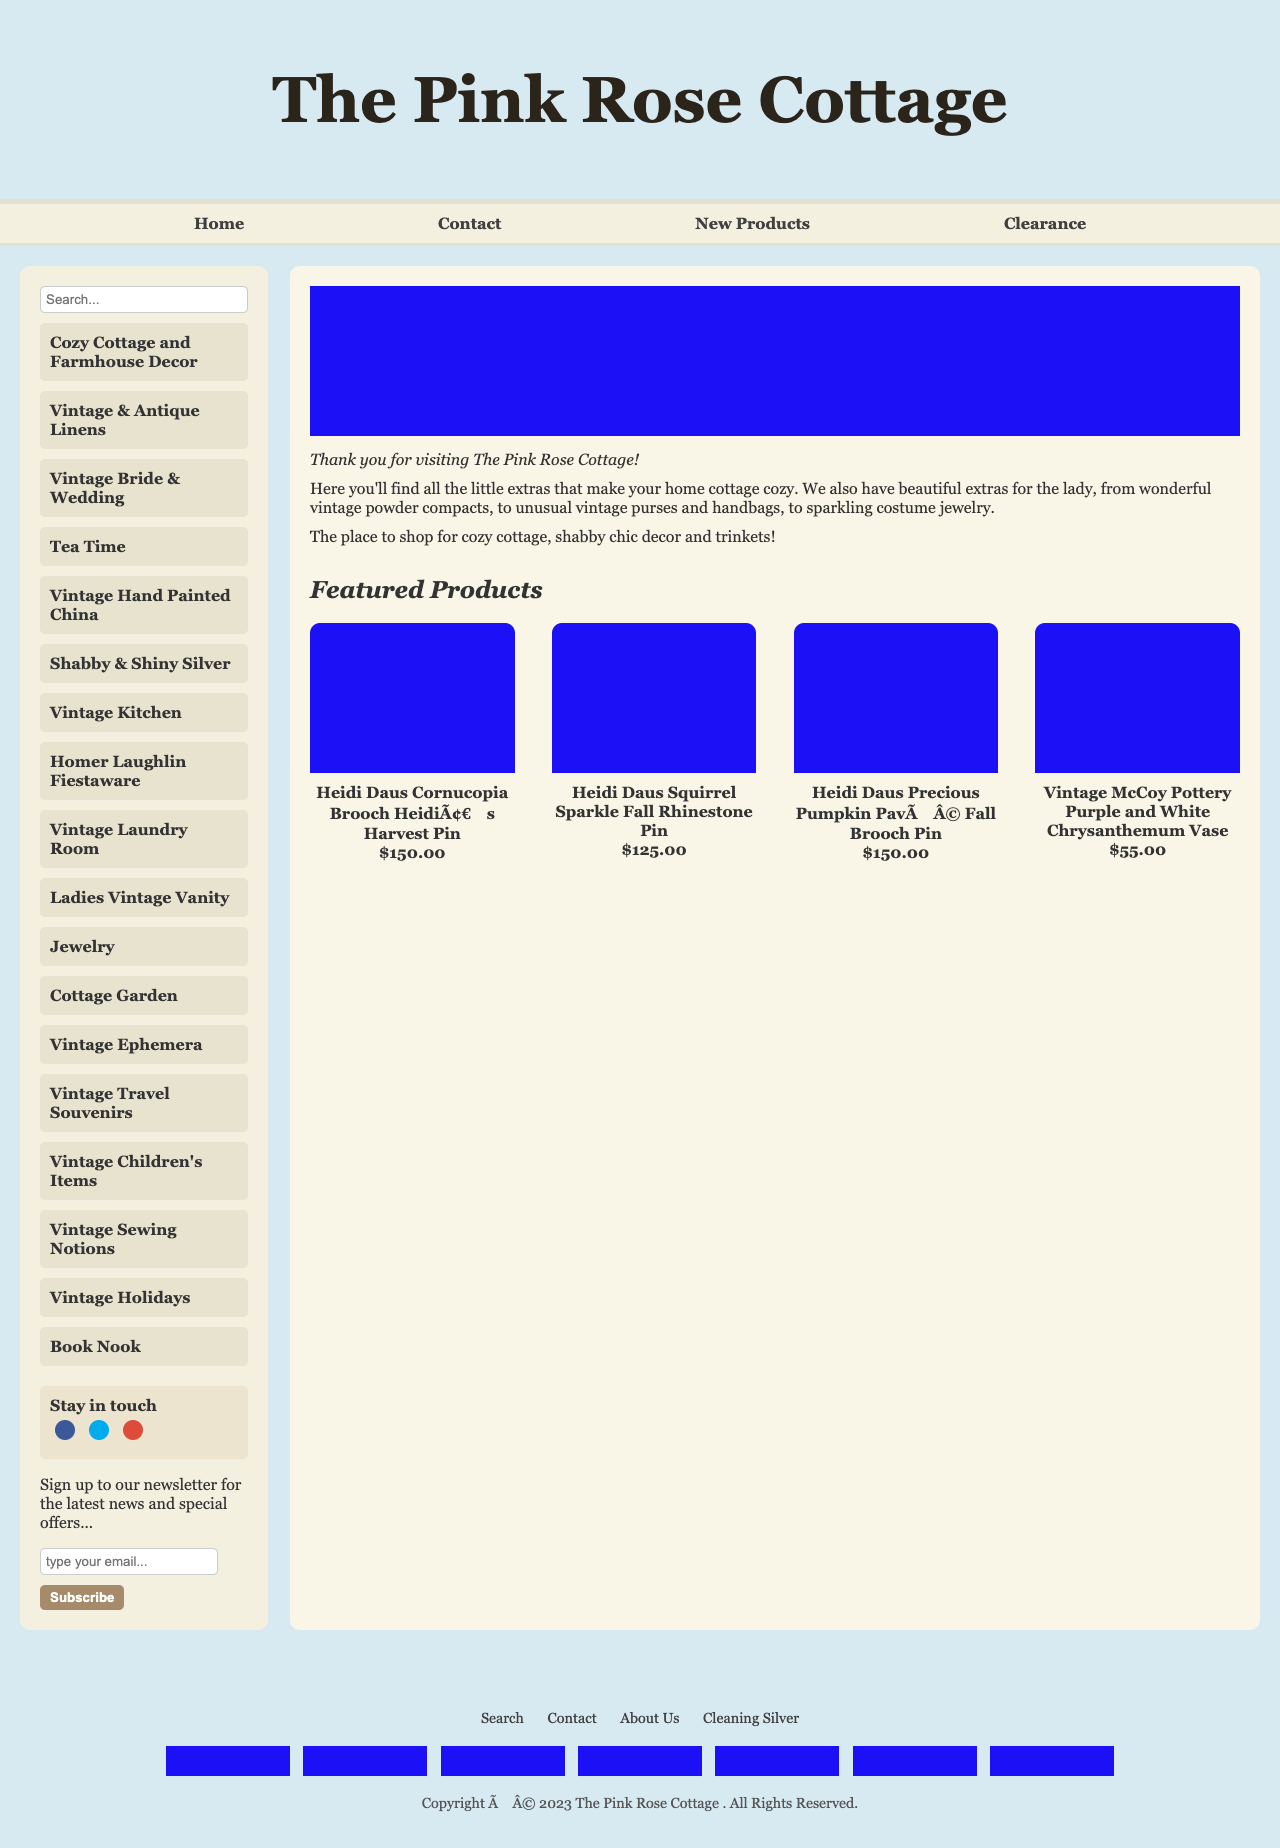 The Pink Rose Cottage
Home Contact New Products Clearance
Search...
Cozy Cottage and
Farmhouse Decor
Vintage & Antique
Linens
Vintage Bride &
Wedding
Tea Time
Vintage Hand Painted
China
Shabby & Shiny Silver
Vintage Kitchen
Homer Laughlin
Fiestaware
Vintage Laundry
Room
Ladies Vintage Vanity
Jewelry
Cottage Garden
Vintage Ephemera
Vintage Travel
Souvenirs
Vintage Children's
Items
Vintage Sewing
Notions
Vintage Holidays
Book Nook
Stay in touch
Sign up to our newsletter for
the latest news and special
offers...
type your email...
Subscribe
Thank you for visiting The Pink Rose Cottage!
Here you'll find all the little extras that make your home cottage cozy. We also have beautiful extras for the lady, from wonderful
vintage powder compacts, to unusual vintage purses and handbags, to sparkling costume jewelry.
The place to shop for cozy cottage, shabby chic decor and trinkets!
Featured Products
Heidi Daus Cornucopia
Brooch HeidiÃ¢€ s
Harvest Pin
$150.00
Heidi Daus Squirrel
Sparkle Fall Rhinestone
Pin
$125.00
Heidi Daus Precious
Pumpkin PavÃ Â© Fall
Brooch Pin
$150.00
Vintage McCoy Pottery
Purple and White
Chrysanthemum Vase
$55.00
Search Contact About Us Cleaning Silver
Copyright Ã Â© 2023 The Pink Rose Cottage . All Rights Reserved.